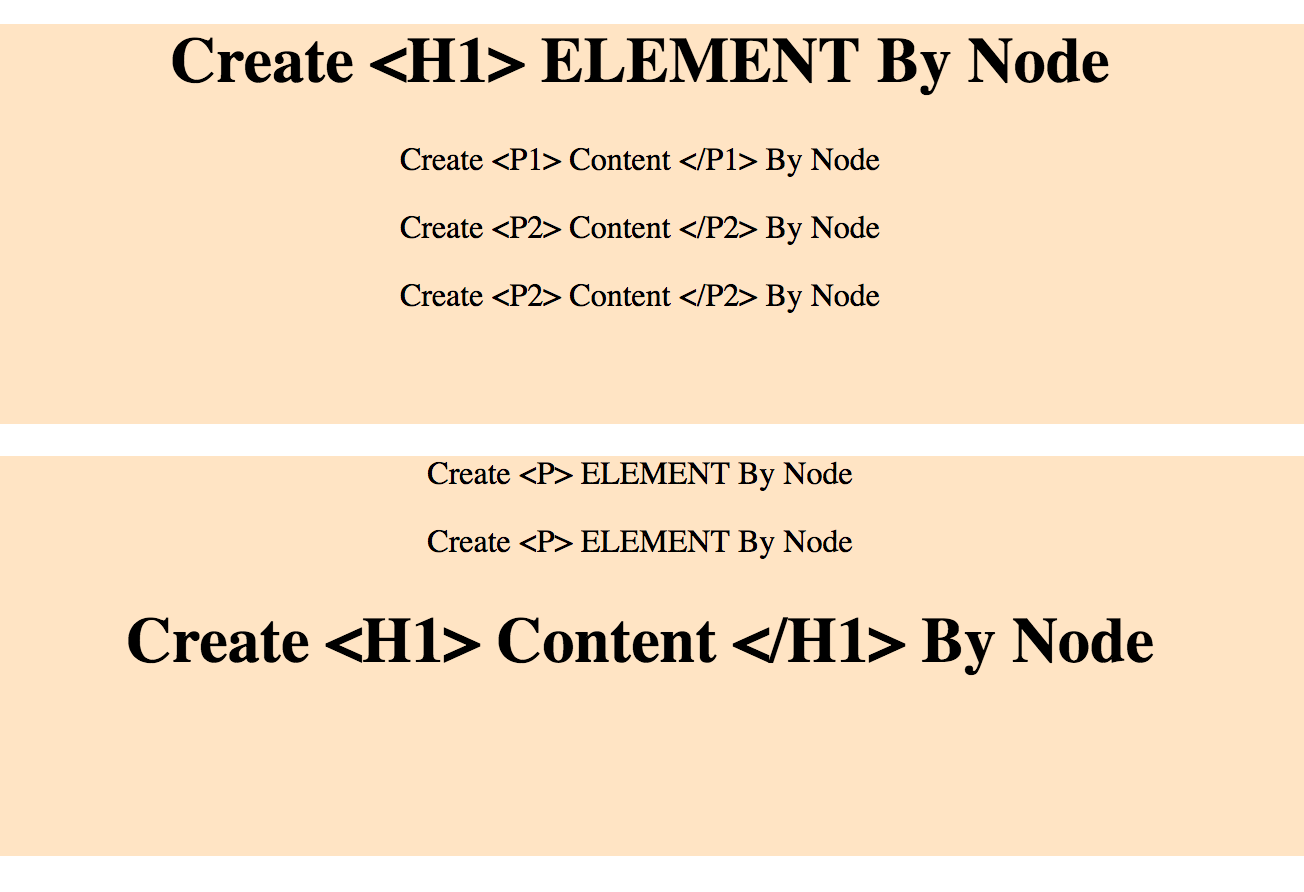 Create <H1> ELEMENT By Node
Create <P1> Content </P1> By Node
Create <P2> Content </P2> By Node
Create <P2> Content </P2> By Node
Create <P> ELEMENT By Node
Create <P> ELEMENT By Node
Create <H1> Content </H1> By Node